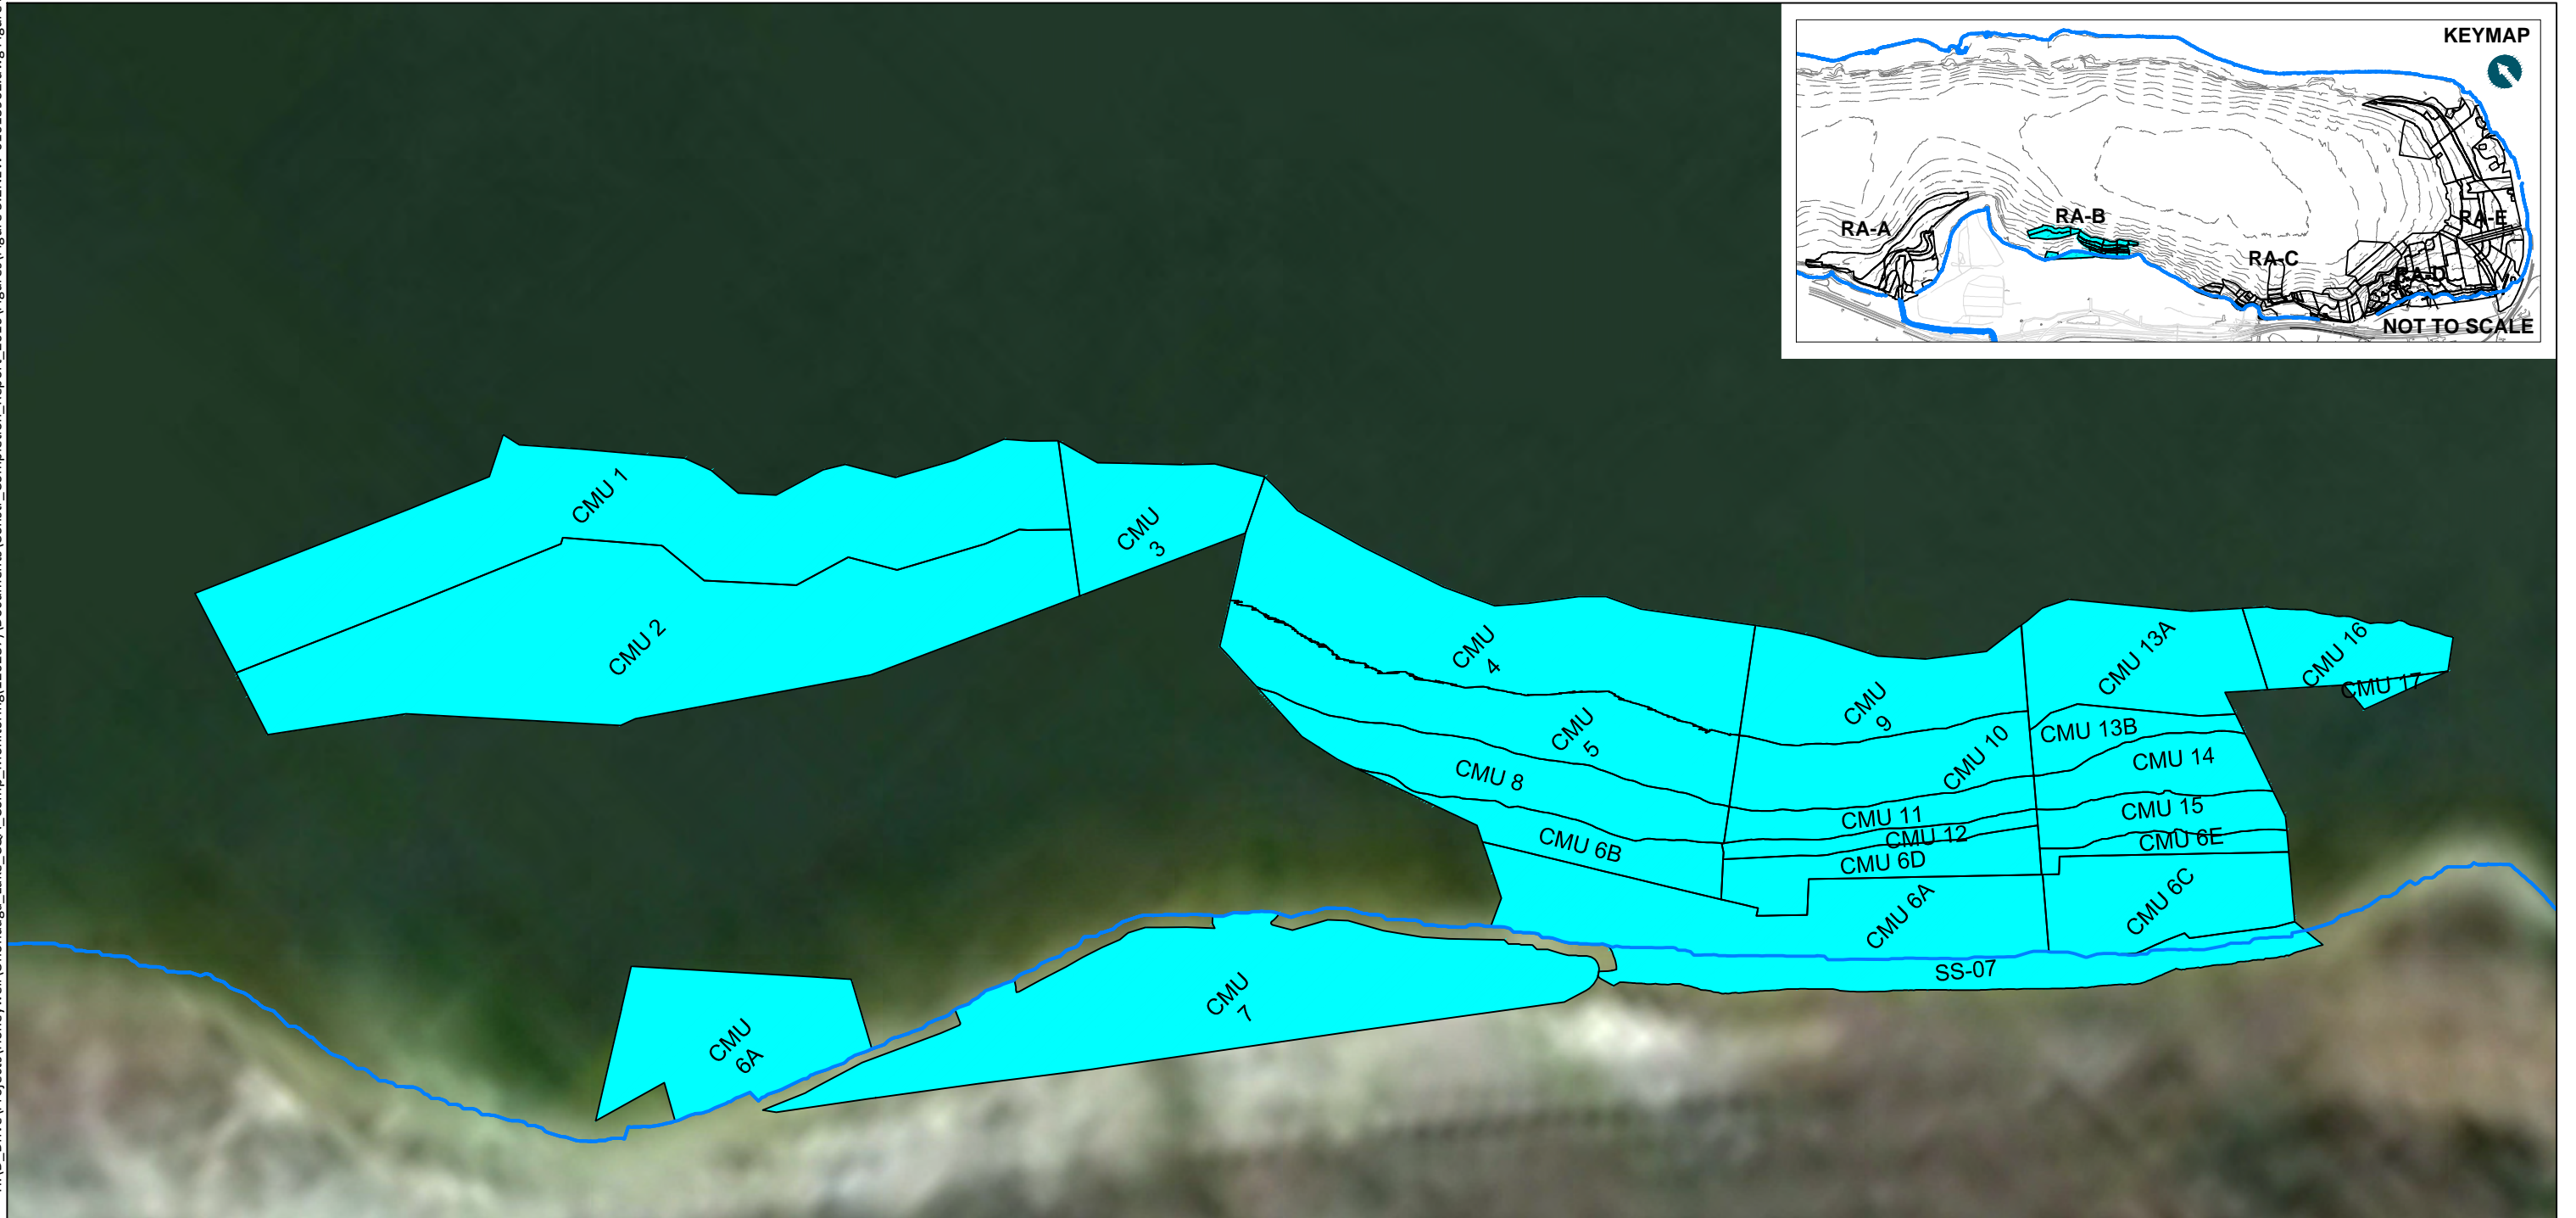 KEYMAP
RA-A
RA-B
RA-C
RA-D
RA-E
NOT TO SCALE
CMU 1
CMU 2
CMU
3
CMU
4
CMU
5
CMU 8
CMU 6B
CMU
9
CMU 10
CMU 11
CMU 12
CMU 6D
CMU 6A
CMU 13A
CMU 13B
CMU 14
CMU 15
CMU 6E
CMU 6C
CMU 16
CMU 17
SS-07
CMU
7
CMU
6A